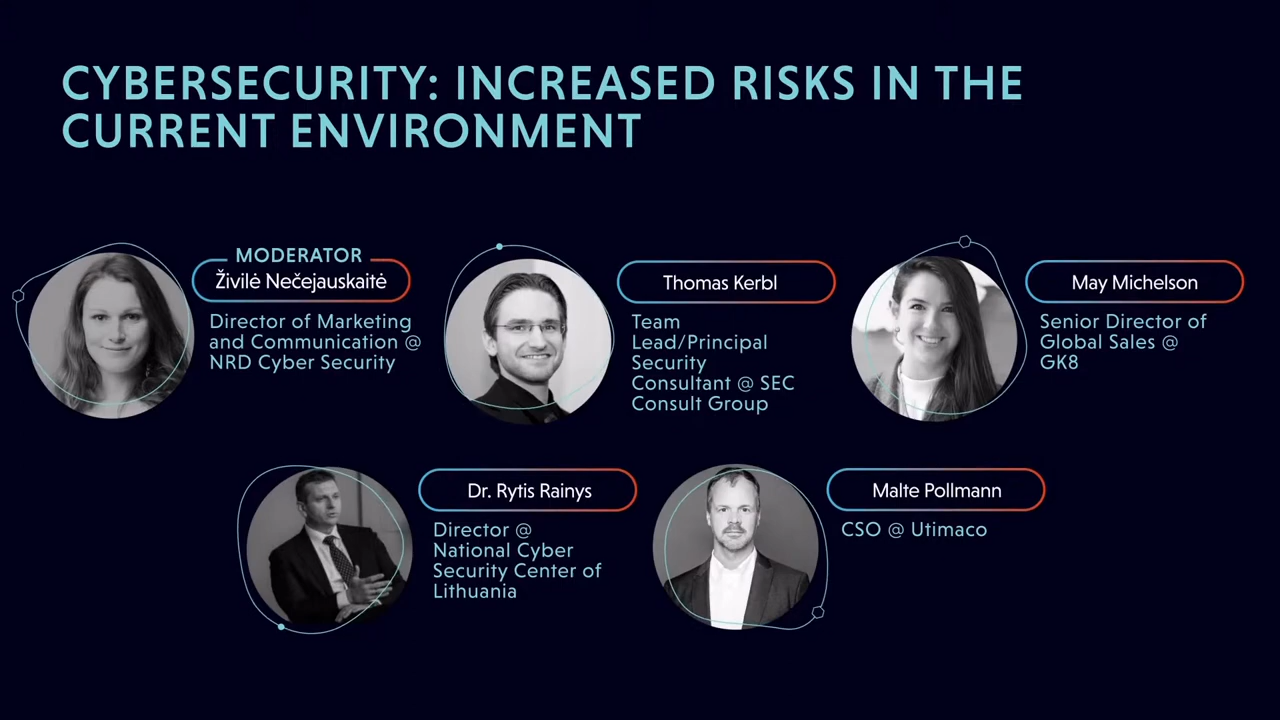 CYBERSECURITY: INCREASED RISKS IN THE
CURRENT ENVIRONMENT
MODERATOR
Živilė Nečejauskaitė
Director of Marketing
and Communication @
NRD Cyber Security
Thomas Kerbl
Team
Lead/Principal
Security
Consultant @ SEC
Consult Group
May Michelson
Senior Director of
Global Sales @
GK8
Dr. Rytis Rainys
Director @
National Cyber
Security Center of
Lithuania
Malte Pollmann
CSO @ Utimaco